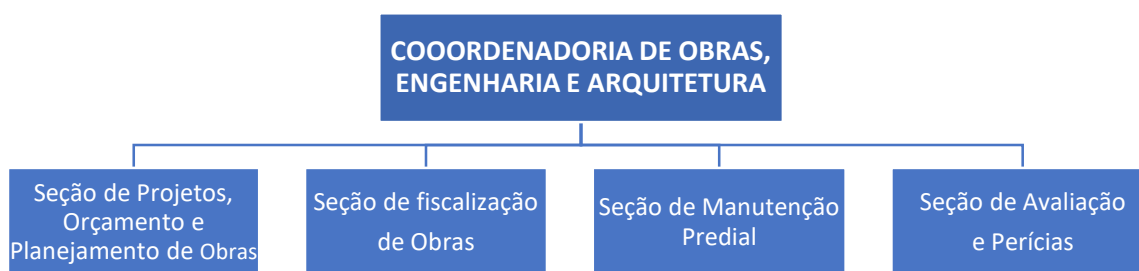 COOORDENADORIA DE OBRAS,
ENGENHARIA E ARQUITETURA
Seção de Projetos,
Orçamento e
Planejamento de Obras
Seção de fiscalização
de Obras
Seção de Manutenção
Predial
Seção de Avaliação
e Perícias